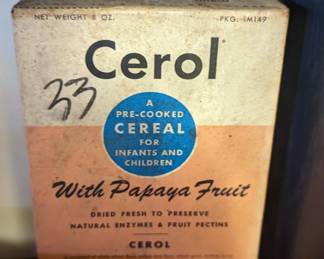 NET WEIGHT 8 OZ. PKG. 1M149
Cerol
33
A
PRE-COOKED
CEREAL
FOR
INFANTS AND
CHILDREN
With Papaya Fruit
DRIED FRESH TO PRESERVE
NATURAL ENZYMES & FRUIT PECTINS
CEROL